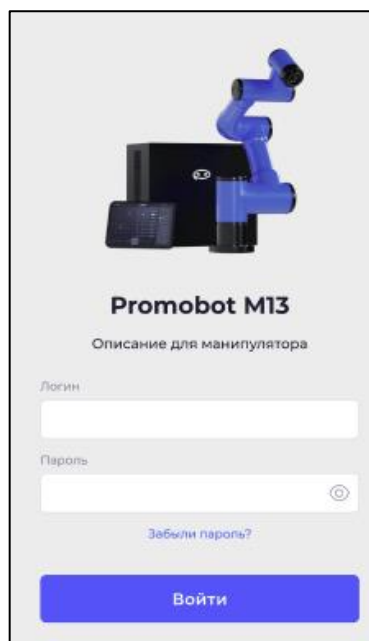 Promobot M13
Описание для манипулятора
Логин
Пароль
Забыли пароль?
Войти